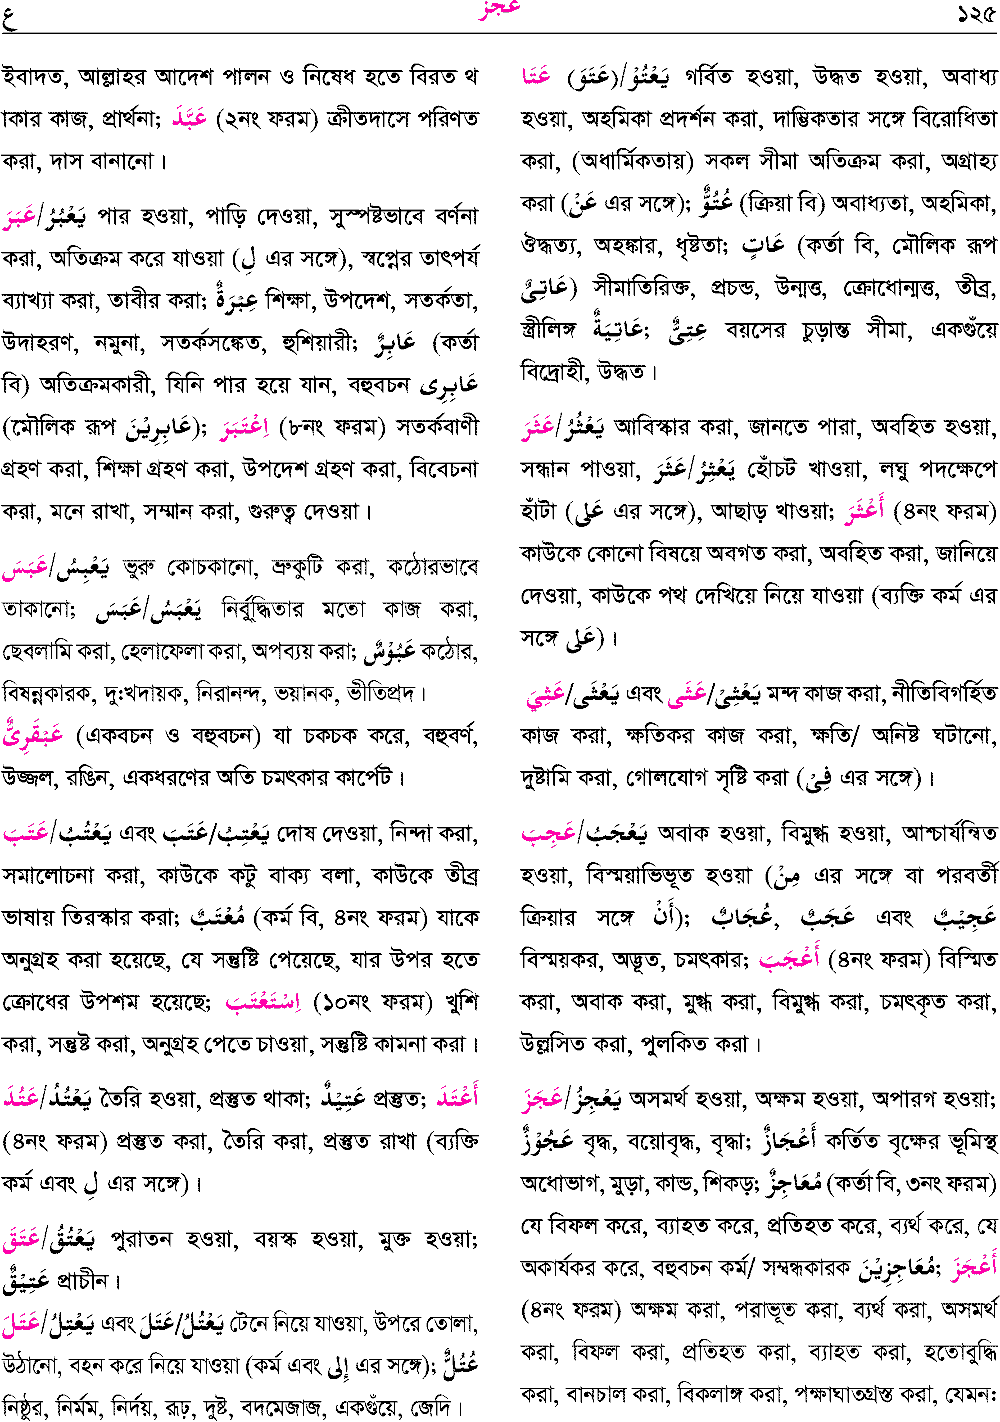 ع
عجز
১২৫
ইবাদত, আল্লাহর আদেশ পালন ও নিষেধ হতে বিরত থ
াকার কাজ, প্রার্থনা; عَبَّدَ (২নং ফরম) ক্রীতদাসে পরিণত
করা, দাস বানানো।
عَبَرَ/يَعْبُرُ পার হওয়া, পাড়ি দেওয়া, সুস্পষ্টভাবে বর্ণনা
করা, অতিক্রম করে যাওয়া (لِ এর সঙ্গে), স্বপ্নের তাৎপর্য
ব্যাখ্যা করা, তাবীর করা; عِبْرَةٌ শিক্ষা, উপদেশ, সতর্কতা,
উদাহরণ, নমুনা, সতর্কসঙ্কেত, হুশিয়ারী; عَابِرٌ (কর্তা
বি) অতিক্রমকারী, যিনি পার হয়ে যান, বহুবচন عَابِرِى
(মৌলিক রূপ عَابِرِيْنَ); اِعْتَبَرَ (৮নং ফরম) সতর্কবাণী
গ্রহণ করা, শিক্ষা গ্রহণ করা, উপদেশ গ্রহণ করা, বিবেচনা
করা, মনে রাখা, সম্মান করা, গুরুত্ব দেওয়া।
عَبَسَ/يَعْبِسُ ভুরু কোচকানো, ভ্রুকুটি করা, কঠোরভাবে
তাকানো; عَبَسَ/يَعْبَسُ নির্বুদ্ধিতার মতো কাজ করা,
ছেবলামি করা, হেলাফেলা করা, অপব্যয় করা; عَبُوْسٌ কঠোর,
বিষন্নকারক, দু:খদায়ক, নিরানন্দ, ভয়ানক, ভীতিপ্রদ।
عَبْقَرِىٌّ (একবচন ও বহুবচন) যা চকচক করে, বহুবর্ণ,
উজ্জল, রঙিন, একধরণের অতি চমৎকার কার্পেট।
عَتَبَ/يَعْتُبُ এবং عَتَبَ/يَعْتِبُ দোষ দেওয়া, নিন্দা করা,
সমালোচনা করা, কাউকে কটু বাক্য বলা, কাউকে তীব্র
ভাষায় তিরস্কার করা; مُعْتَبٌ (কর্ম বি, ৪নং ফরম) যাকে
অনুগ্রহ করা হয়েছে, যে সন্তুষ্টি পেয়েছে, যার উপর হতে
ক্রোধের উপশম হয়েছে; اِسْتَعْتَبَ (১০নং ফরম) খুশি
করা, সন্তুষ্ট করা, অনুগ্রহ পেতে চাওয়া, সন্তুষ্টি কামনা করা।
عَتُدَ/يَعْتُدُ তৈরি হওয়া, প্রস্তুত থাকা; عَتِيْدٌ প্রস্তুত; أَعْتَدَ
(৪নং ফরম) প্রস্তুত করা, তৈরি করা, প্রস্তুত রাখা (ব্যক্তি
কর্ম এবং لِ এর সঙ্গে)।
عَتَقَ/يَعْتُقُ পুরাতন হওয়া, বয়স্ক হওয়া, মুক্ত হওয়া;
عَتِيْقٌ প্রাচীন।
عَتَلَ/يَعْتِلُ এবং عَتَلَ/يَعْتُلُ টেনে নিয়ে যাওয়া, উপরে তোলা,
উঠানো, বহন করে নিয়ে যাওয়া (কর্ম এবং إِلى এর সঙ্গে); عُتُلٌّ
নিষ্ঠুর, নির্মম, নির্দয়, রূঢ়, দুষ্ট, বদমেজাজ, একগুঁয়ে, জেদি।
عَتَا (عَتَوَ)/يَعْتُوْ গর্বিত হওয়া, উদ্ধত হওয়া, অবাধ্য
হওয়া, অহমিকা প্রদর্শন করা, দাম্ভিকতার সঙ্গে বিরোধিতা
করা, (অধার্মিকতায়) সকল সীমা অতিক্রম করা, অগ্রাহ্য
করা (عَنْ এর সঙ্গে); عُتُوٌّ (ক্রিয়া বি) অবাধ্যতা, অহমিকা,
ঔদ্ধত্য, অহঙ্কার, ধৃষ্টতা; عَاتٍ (কর্তা বি, মৌলিক রূপ
عَاتِىٌ) সীমাতিরিক্ত, প্রচন্ড, উন্মত্ত, ক্রোধোন্মত্ত, তীব্র,
স্ত্রীলিঙ্গ عَاتِيَةٌ; عِتِىٌّ বয়সের চুড়ান্ত সীমা, একগুঁয়ে
বিদ্রোহী, উদ্ধত।
عَثَرَ/يَعْثُرُ আবিস্কার করা, জানতে পারা, অবহিত হওয়া,
সন্ধান পাওয়া, عَثَرَ/يَعْثِرُ হোঁচট খাওয়া, লঘু পদক্ষেপে
হাঁটা (عَلى এর সঙ্গে), আছাড় খাওয়া; أَعْثَرَ (৪নং ফরম)
কাউকে কোনো বিষয়ে অবগত করা, অবহিত করা, জানিয়ে
দেওয়া, কাউকে পথ দেখিয়ে নিয়ে যাওয়া (ব্যক্তি কর্ম এর
সঙ্গে عَلى)।
عَثِيَ/يَعْثَى এবং عَثَى/يَعْثِىْ মন্দ কাজ করা, নীতিবিগর্হিত
কাজ করা, ক্ষতিকর কাজ করা, ক্ষতি/ অনিষ্ট ঘটানো,
দুষ্টামি করা, গোলযোগ সৃষ্টি করা (فِىْ এর সঙ্গে)।
عَجِبَ/يَعْجَبُ অবাক হওয়া, বিমুগ্ধ হওয়া, আশ্চার্যন্বিত
হওয়া, বিস্ময়াভিভূত হওয়া (مِنْ এর সঙ্গে বা পরবর্তী
ক্রিয়ার সঙ্গে أَنْ); عُجَابٌ, عَجَبٌ এবং عَجِيْبٌ
বিস্ময়কর, অদ্ভূত, চমৎকার; أَعْجَبَ (৪নং ফরম) বিস্মিত
করা, অবাক করা, মুগ্ধ করা, বিমুগ্ধ করা, চমৎকৃত করা,
উল্লসিত করা, পুলকিত করা।
عَجَزَ/يَعْجِزُ অসমর্থ হওয়া, অক্ষম হওয়া, অপারগ হওয়া;
عَجُوْزٌ বৃদ্ধ, বয়োবৃদ্ধ, বৃদ্ধা; أَعْجَازٌ কর্তিত বৃক্ষের ভূমিস্থ
অধোভাগ, মুড়া, কান্ড, শিকড়; مُعَاجِزٌ (কর্তা বি, ৩নং ফরম)
যে বিফল করে, ব্যাহত করে, প্রতিহত করে, ব্যর্থ করে, যে
অকার্যকর করে, বহুবচন কর্ম/ সম্বন্ধকারক مُعَاجِزِيْنَ; أَعْجَزَ
(৪নং ফরম) অক্ষম করা, পরাভূত করা, ব্যর্থ করা, অসমর্থ
করা, বিফল করা, প্রতিহত করা, ব্যাহত করা, হতোবুদ্ধি
করা, বানচাল করা, বিকলাঙ্গ করা, পক্ষাঘাতগ্রস্ত করা, যেমন: